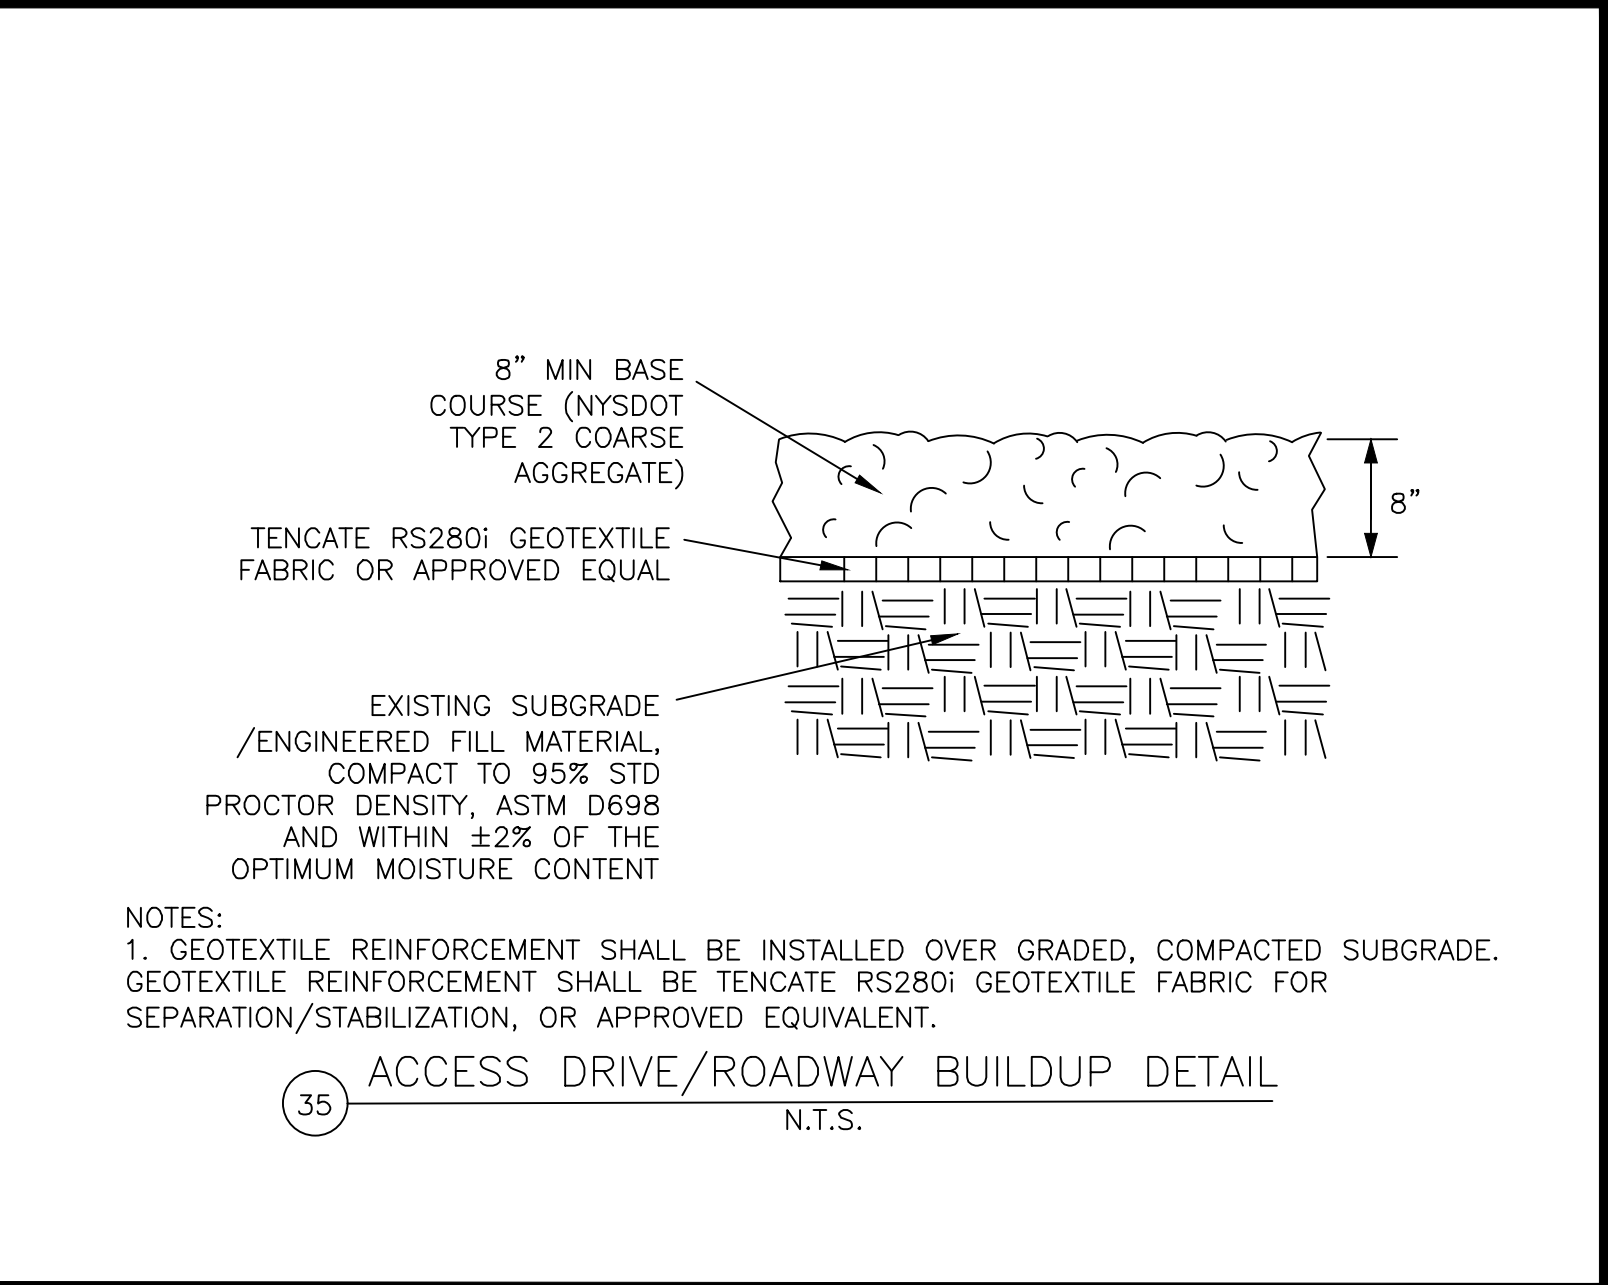 8" MIN BASE
COURSE (NYSDOT
TYPE 2 COARSE
AGGREGATE)
8"
TENCATE RS280i GEOTEXTILE
FABRIC OR APPROVED EQUAL
EXISTING SUBGRADE
/ENGINEERED FILL MATERIAL,
COMPACT TO 95% STD
PROCTOR DENSITY, ASTM D698
AND WITHIN ±2% OF THE
OPTIMUM MOISTURE CONTENT
NOTES:
1. GEOTEXTILE REINFORCEMENT SHALL BE INSTALLED OVER GRADED, COMPACTED SUBGRADE.
GEOTEXTILE REINFORCEMENT SHALL BE TENCATE RS280i GEOTEXTILE FABRIC FOR
SEPARATION/STABILIZATION, OR APPROVED EQUIVALENT.
ACCESS DRIVE/ROADWAY BUILDUP DETAIL
35
N.T.S.